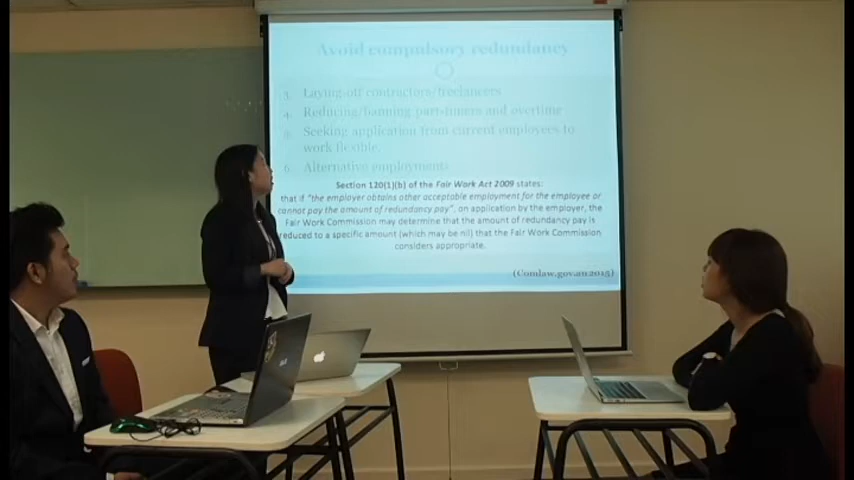 Avoid compulsory redundancy
3. Laying-off contractors/freelancers
4. Reducing/banning part-timers and overtime
5. Seeking application from current employers to
work flexible.
6. Alternative employments
Section 120(1)(b) of the Fair Work Act 2009 states:
that if "the employer obtains other acceptable employment for the employee or
cannot pay the amount of redundancy pay", on application by the employer, the
Fair Work Commission may determine that the amount of redundancy pay is
reduced to a specific amount (which may be nil) that the Fair Work Commission
considers appropriate.
(Comlaw.gov.au2015)